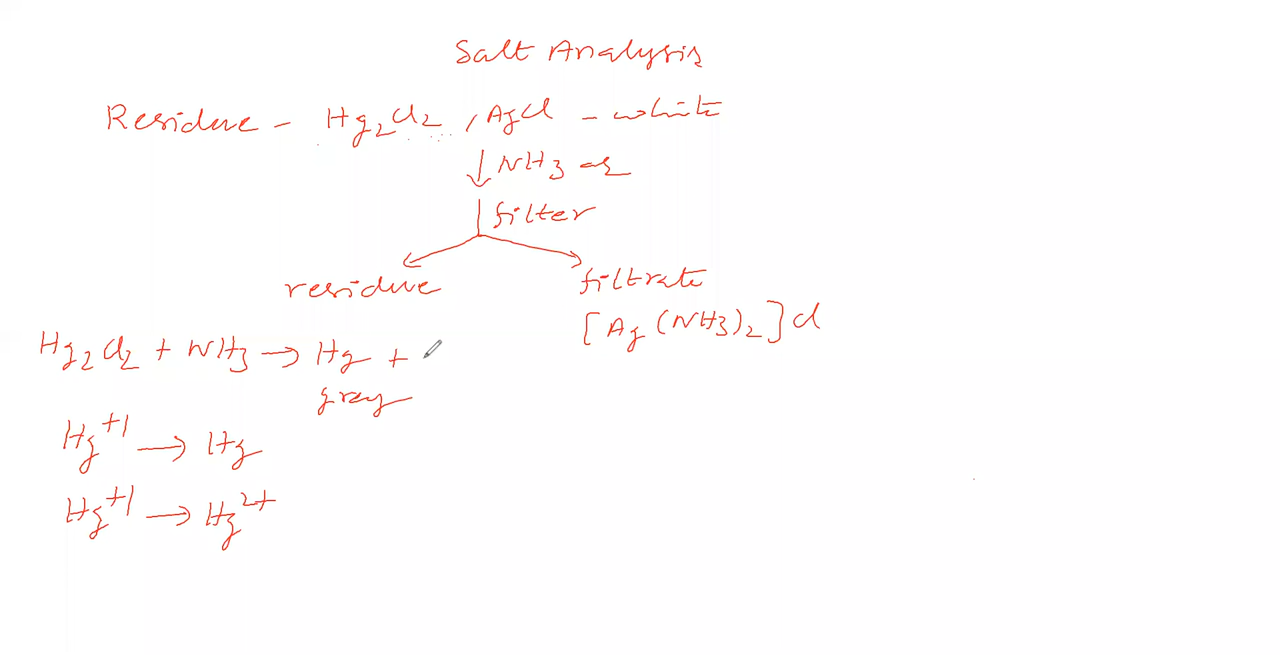 Salt Analysis
Residue - Hg2Cl2, AgCl - white
↓ NH3 aq
filter
residue filtrate
[Ag(NH3)2]Cl
Hg2Cl2 + NH3 → Hg +
grey
Hg+1 → Hg
Hg+1 → Hg2+